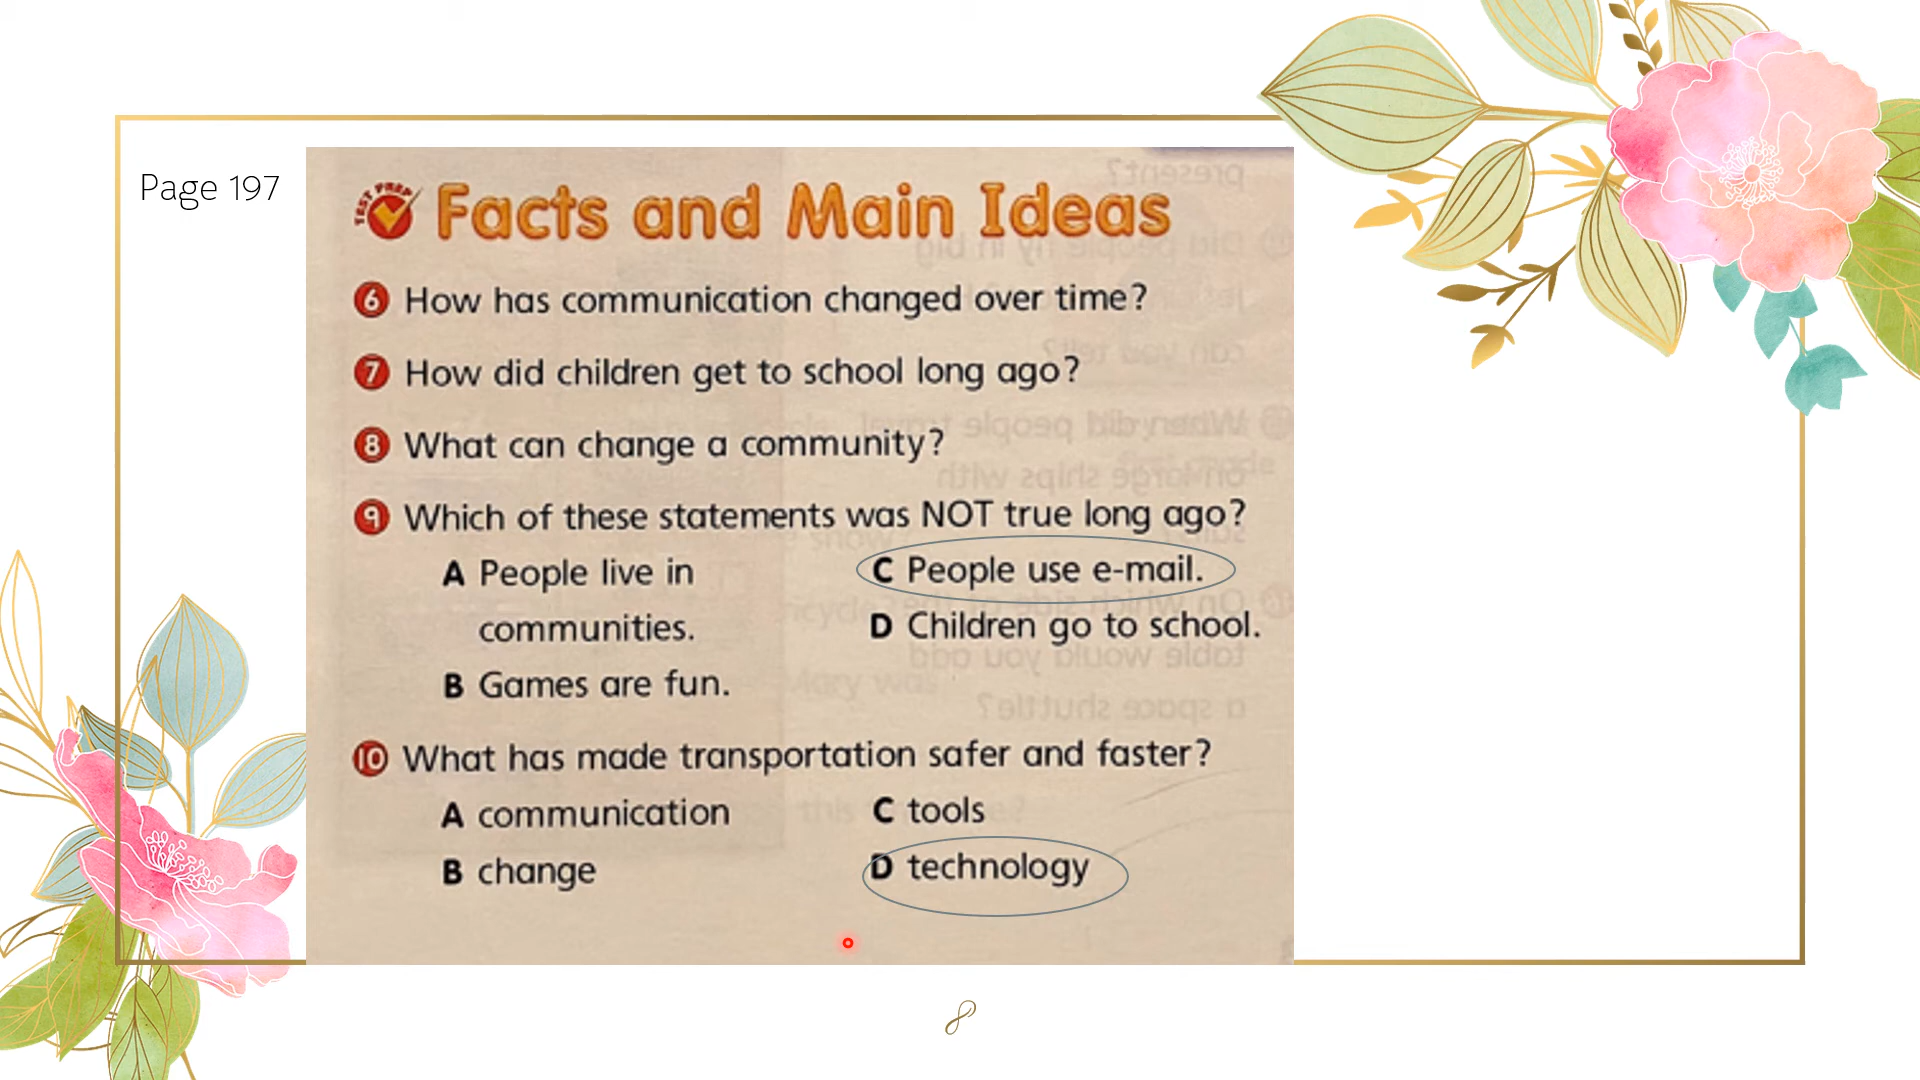 Page 197
TEST PREP
Facts and Main Ideas
6 How has communication changed over time?
7 How did children get to school long ago?
8 What can change a community?
9 Which of these statements was NOT true long ago?
A People live in
communities.
B Games are fun.
C People use e-mail.
D Children go to school.
10 What has made transportation safer and faster?
A communication
B change
C tools
D technology
8